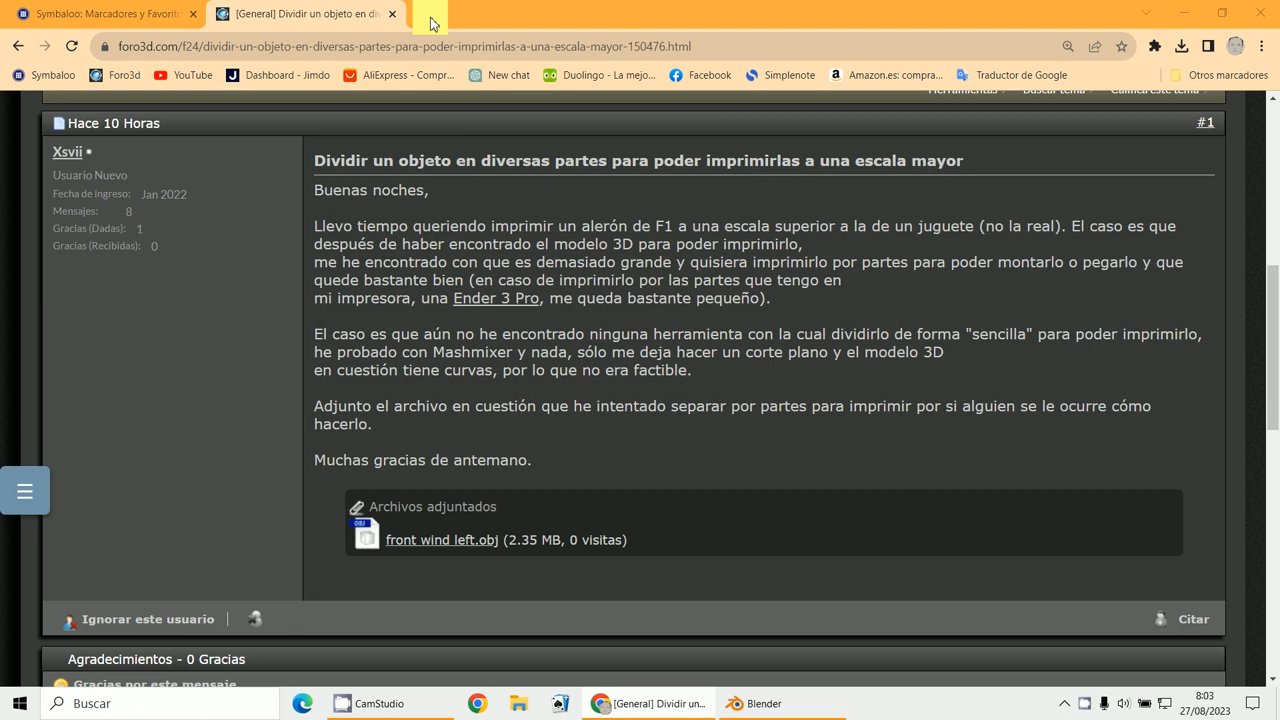 Symbaloo: Marcadores y Favorito
[General] Dividir un objeto en di
foro3d.com/f24/dividir-un-objeto-en-diversas-partes-para-poder-imprimirlas-a-una-escala-mayor-150476.html
Symbaloo
Foro3d
YouTube
Dashboard - Jimdo
AliExpress - Compr...
New chat
Duolingo - La mejo...
Facebook
Simplenote
Amazon.es: compra...
Traductor de Google
Otros marcadores
Herramientas
Buscar tema
Califica este tema
Hace 10 Horas
#1
Xsvii
Usuario Nuevo
Fecha de ingreso: Jan 2022
Mensajes: 8
Gracias (Dadas): 1
Gracias (Recibidas): 0
Dividir un objeto en diversas partes para poder imprimirlas a una escala mayor
Buenas noches,
Llevo tiempo queriendo imprimir un alerón de F1 a una escala superior a la de un juguete (no la real). El caso es que
después de haber encontrado el modelo 3D para poder imprimirlo,
me he encontrado con que es demasiado grande y quisiera imprimirlo por partes para poder montarlo o pegarlo y que
quede bastante bien (en caso de imprimirlo por las partes que tengo en
mi impresora, una Ender 3 Pro, me queda bastante pequeño).
El caso es que aún no he encontrado ninguna herramienta con la cual dividirlo de forma "sencilla" para poder imprimirlo,
he probado con Mashmixer y nada, sólo me deja hacer un corte plano y el modelo 3D
en cuestión tiene curvas, por lo que no era factible.
Adjunto el archivo en cuestión que he intentado separar por partes para imprimir por si alguien se le ocurre cómo
hacerlo.
Muchas gracias de antemano.
Archivos adjuntados
OBJ
front wind left.obj (2.35 MB, 0 visitas)
Ignorar este usuario
Citar
Agradecimientos - 0 Gracias
Gracias por este mensaje
Buscar
CamStudio
[General] Dividir un...
Blender
8:03
27/08/2023